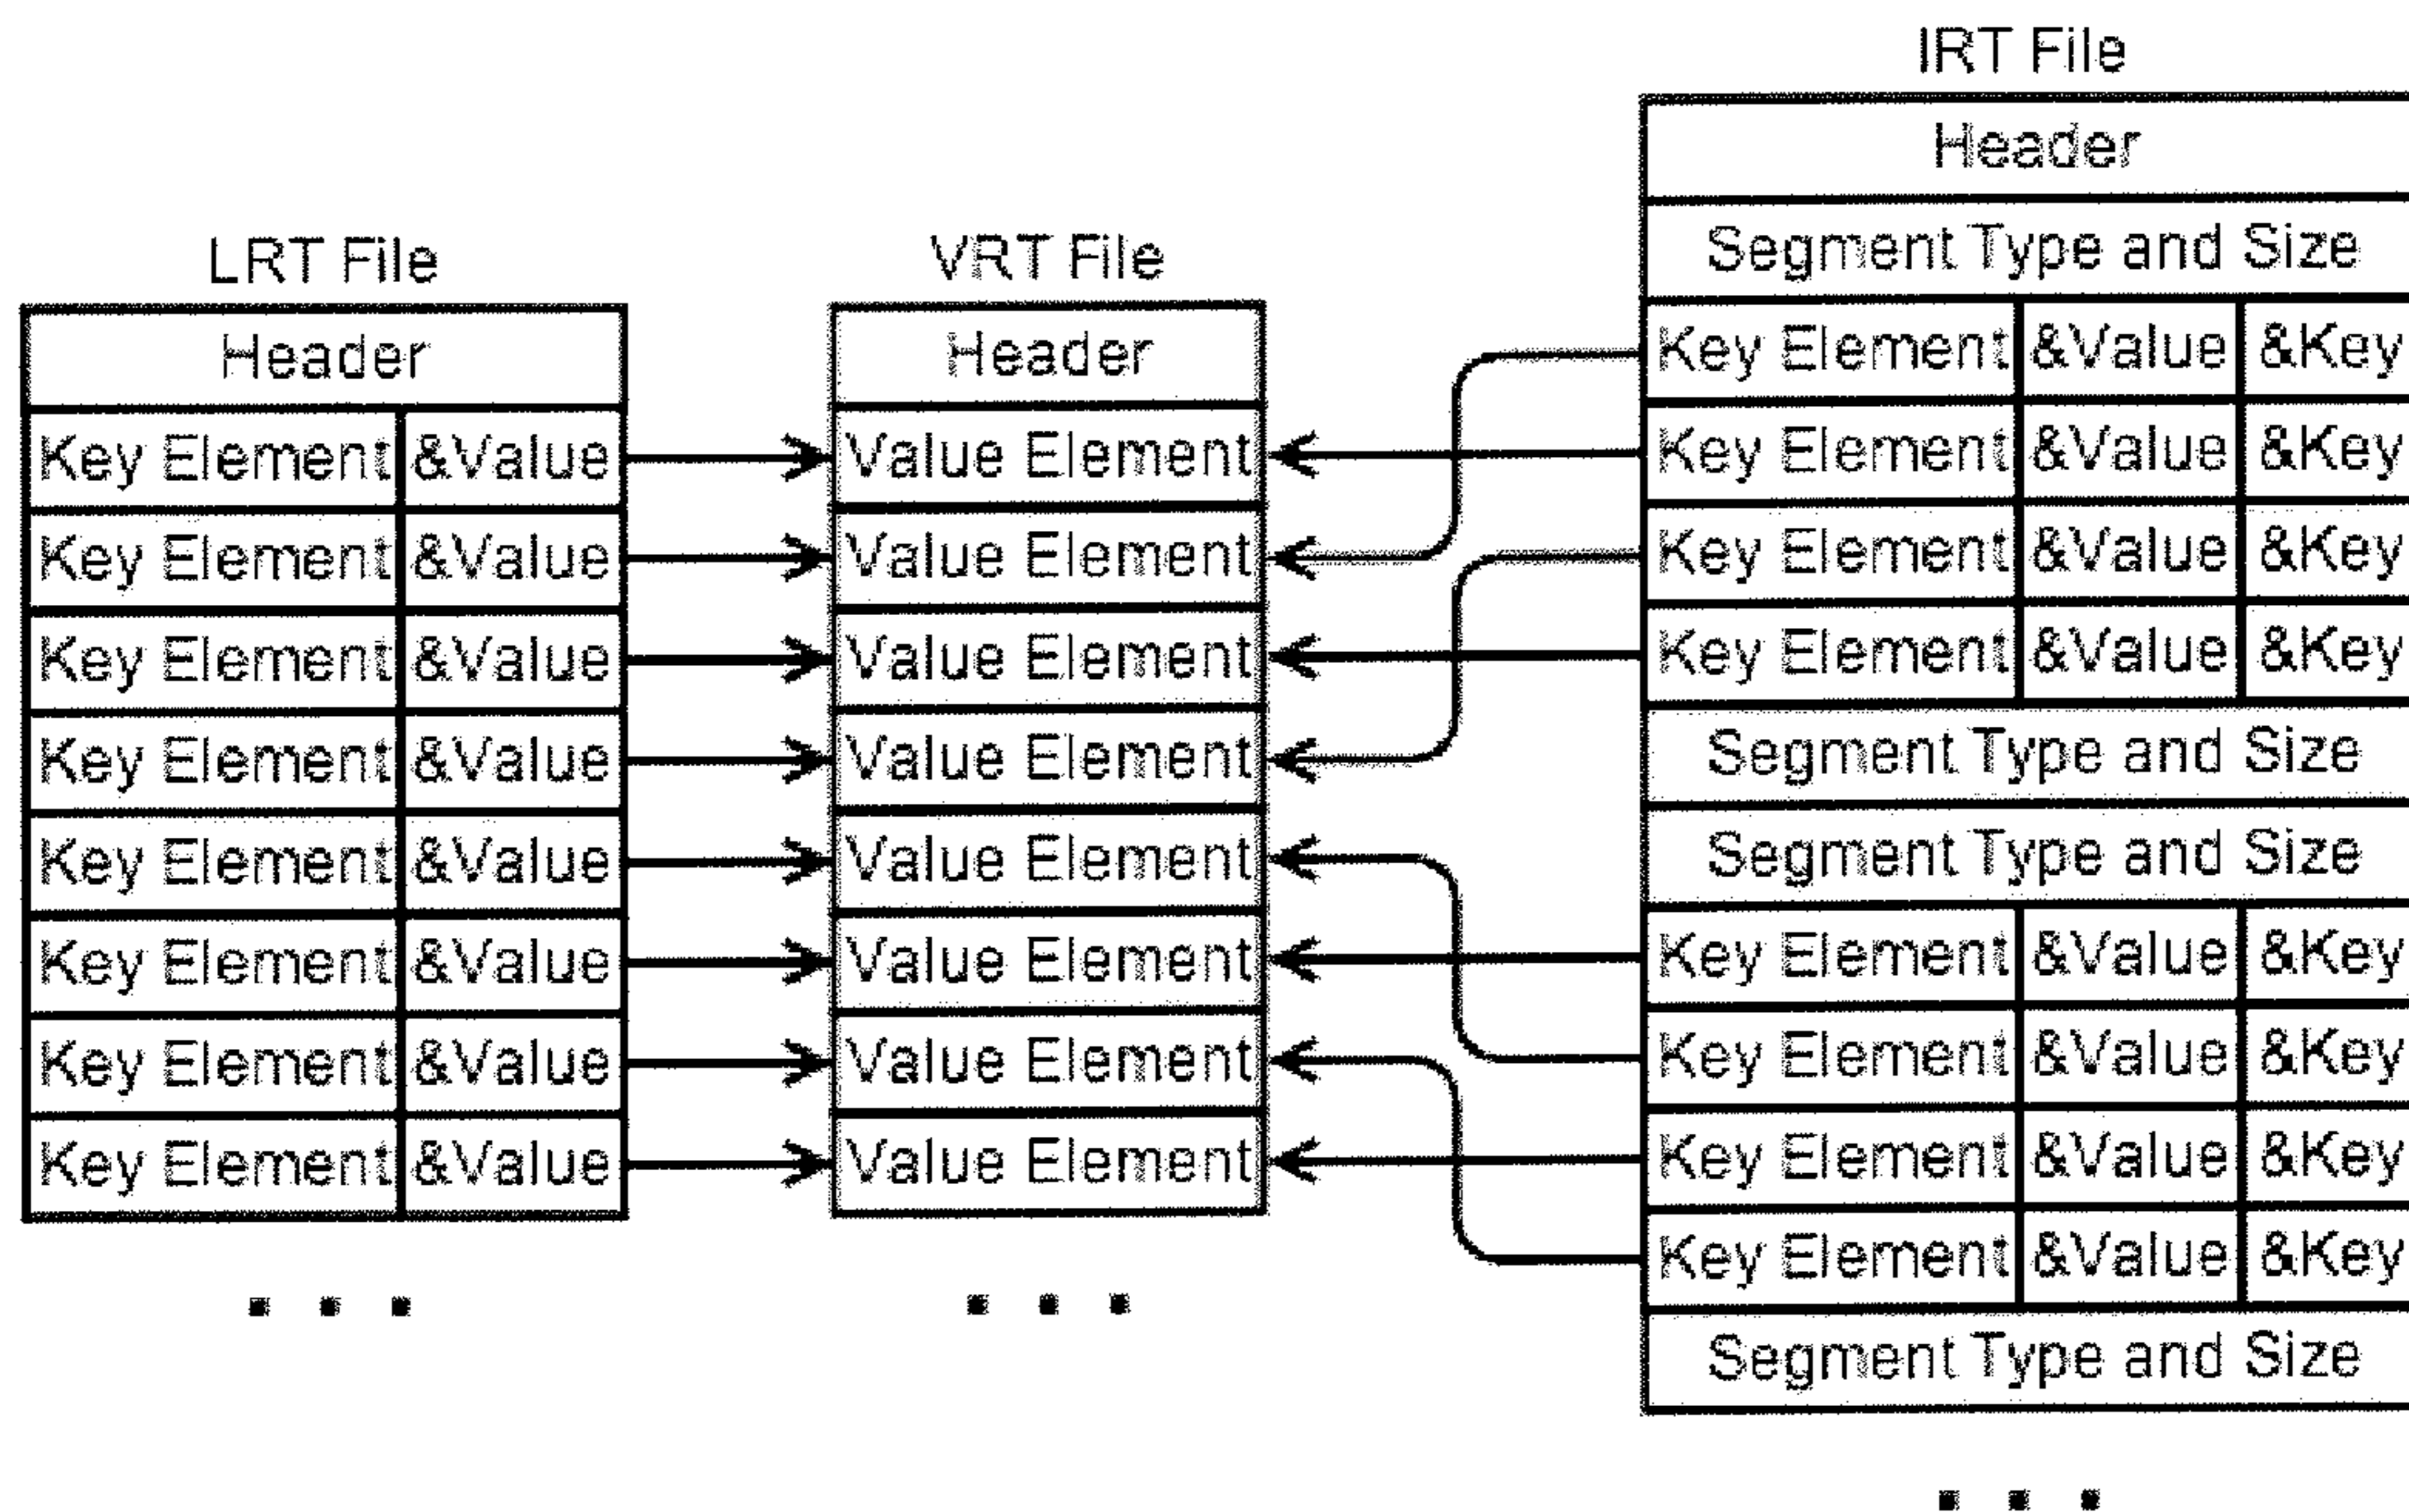 LRT File
Header
Key Element &Value
Key Element &Value
Key Element &Value
Key Element &Value
Key Element &Value
Key Element &Value
Key Element &Value
Key Element &Value
. . .
VRT File
Header
Value Element
Value Element
Value Element
Value Element
Value Element
Value Element
Value Element
Value Element
. . .
IRT File
Header
Segment Type and Size
Key Element &Value &Key
Key Element &Value &Key
Key Element &Value &Key
Key Element &Value &Key
Segment Type and Size
Segment Type and Size
Key Element &Value &Key
Key Element &Value &Key
Key Element &Value &Key
Key Element &Value &Key
Segment Type and Size
. . .